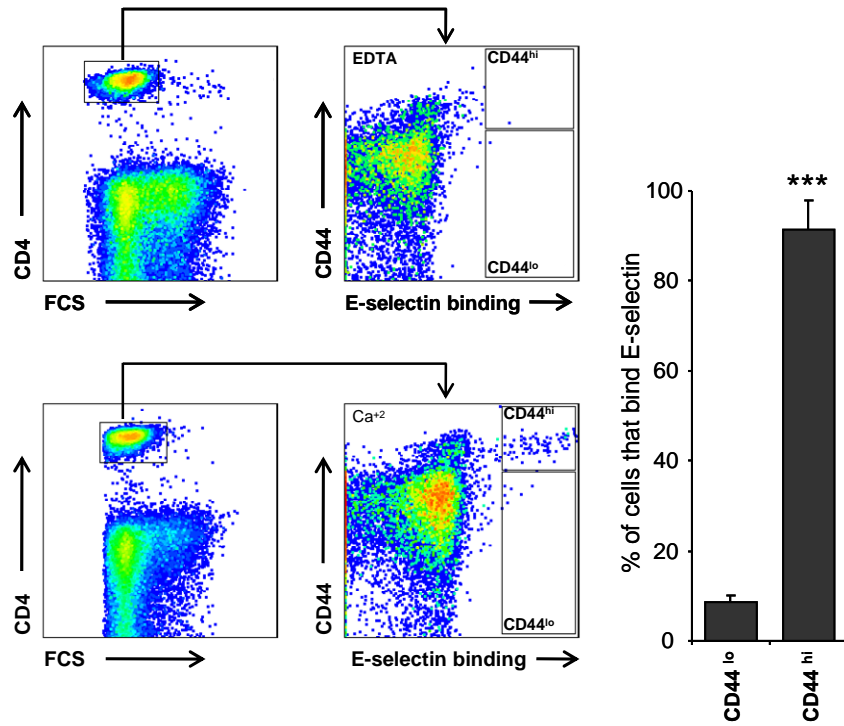 EDTA
CD44hi
CD44lo
CD4
FCS
CD44
E-selectin binding
Ca+2
CD44hi
CD44lo
CD4
FCS
CD44
E-selectin binding
% of cells that bind E-selectin
***
100
80
60
40
20
0
CD44 lo
CD44 hi